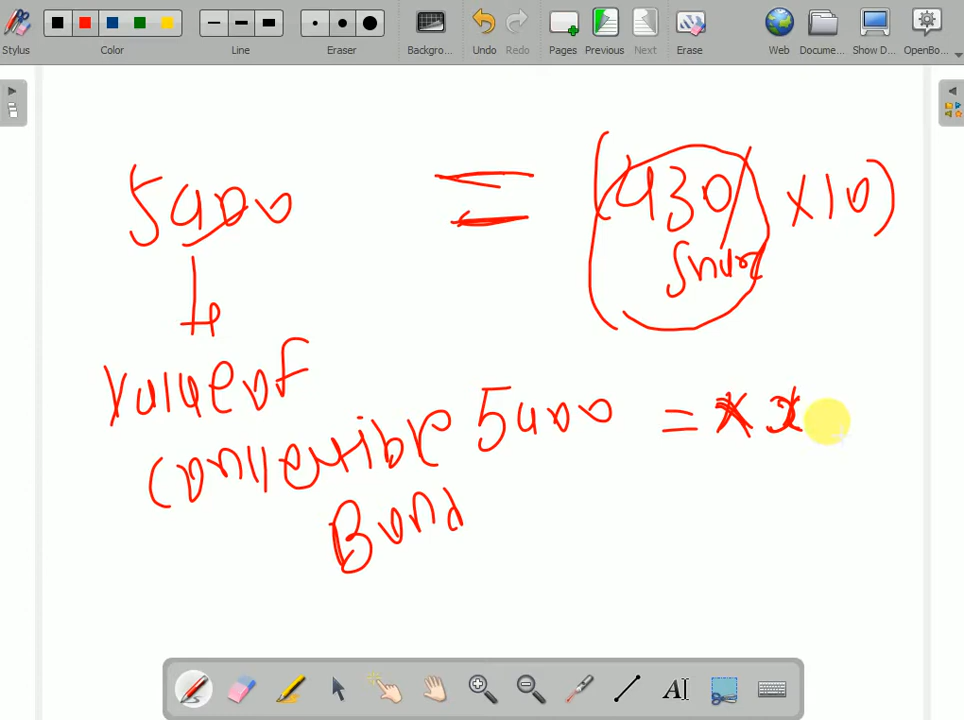 Stylus
Color
Line
Eraser
Backgro...
Undo
Redo
Pages
Previous
Next
Erase
Web
Docume...
Show D...
OpenBo...
5400 = (430 × 10)
Share
Value of
Convertible 5400 = x x
Bond